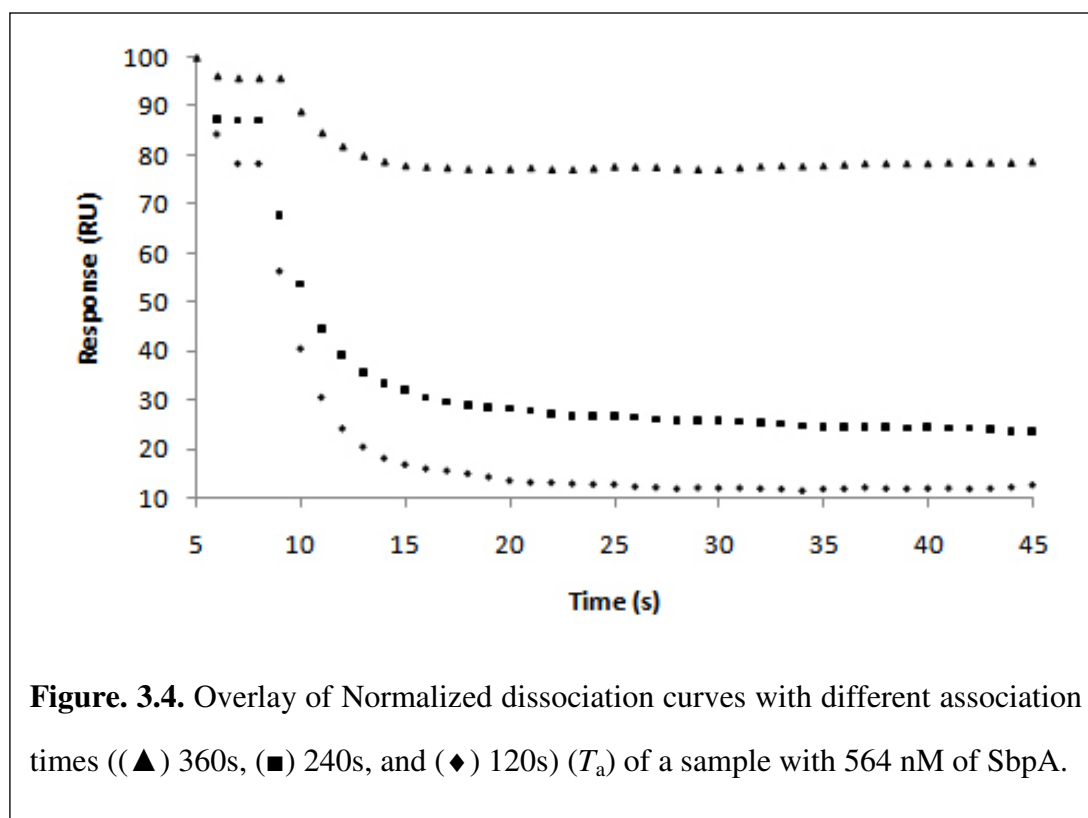 100
90
80
70
60
50
40
30
20
10
Response (RU)
5 10 15 20 25 30 35 40 45
Time (s)
Figure. 3.4. Overlay of Normalized dissociation curves with different association
times ((▲) 360s, (■) 240s, and (♦) 120s) (Ta) of a sample with 564 nM of SbpA.